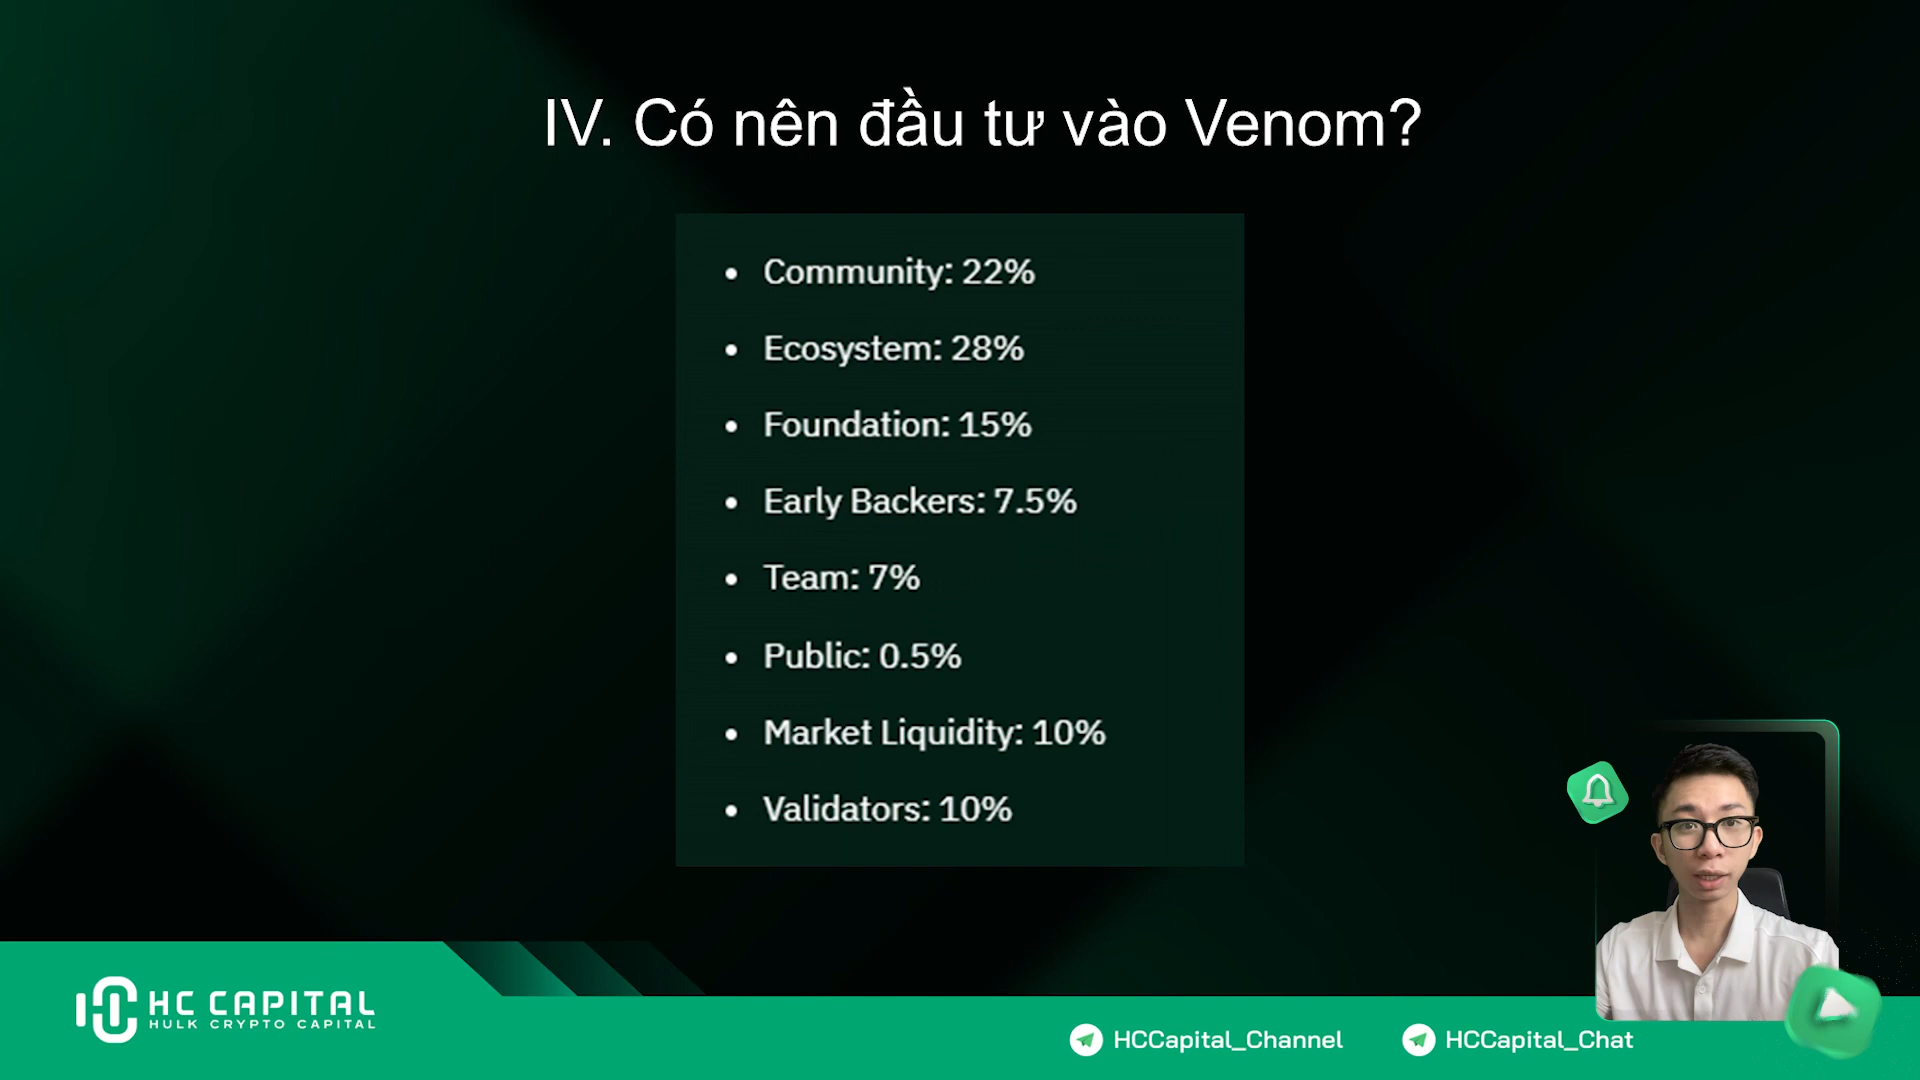 IV. Có nên đầu tư vào Venom?
• Community: 22%
• Ecosystem: 28%
• Foundation: 15%
• Early Backers: 7.5%
• Team: 7%
• Public: 0.5%
• Market Liquidity: 10%
• Validators: 10%
HC CAPITAL
HULK CRYPTO CAPITAL
HCCapital_Channel
HCCapital_Chat